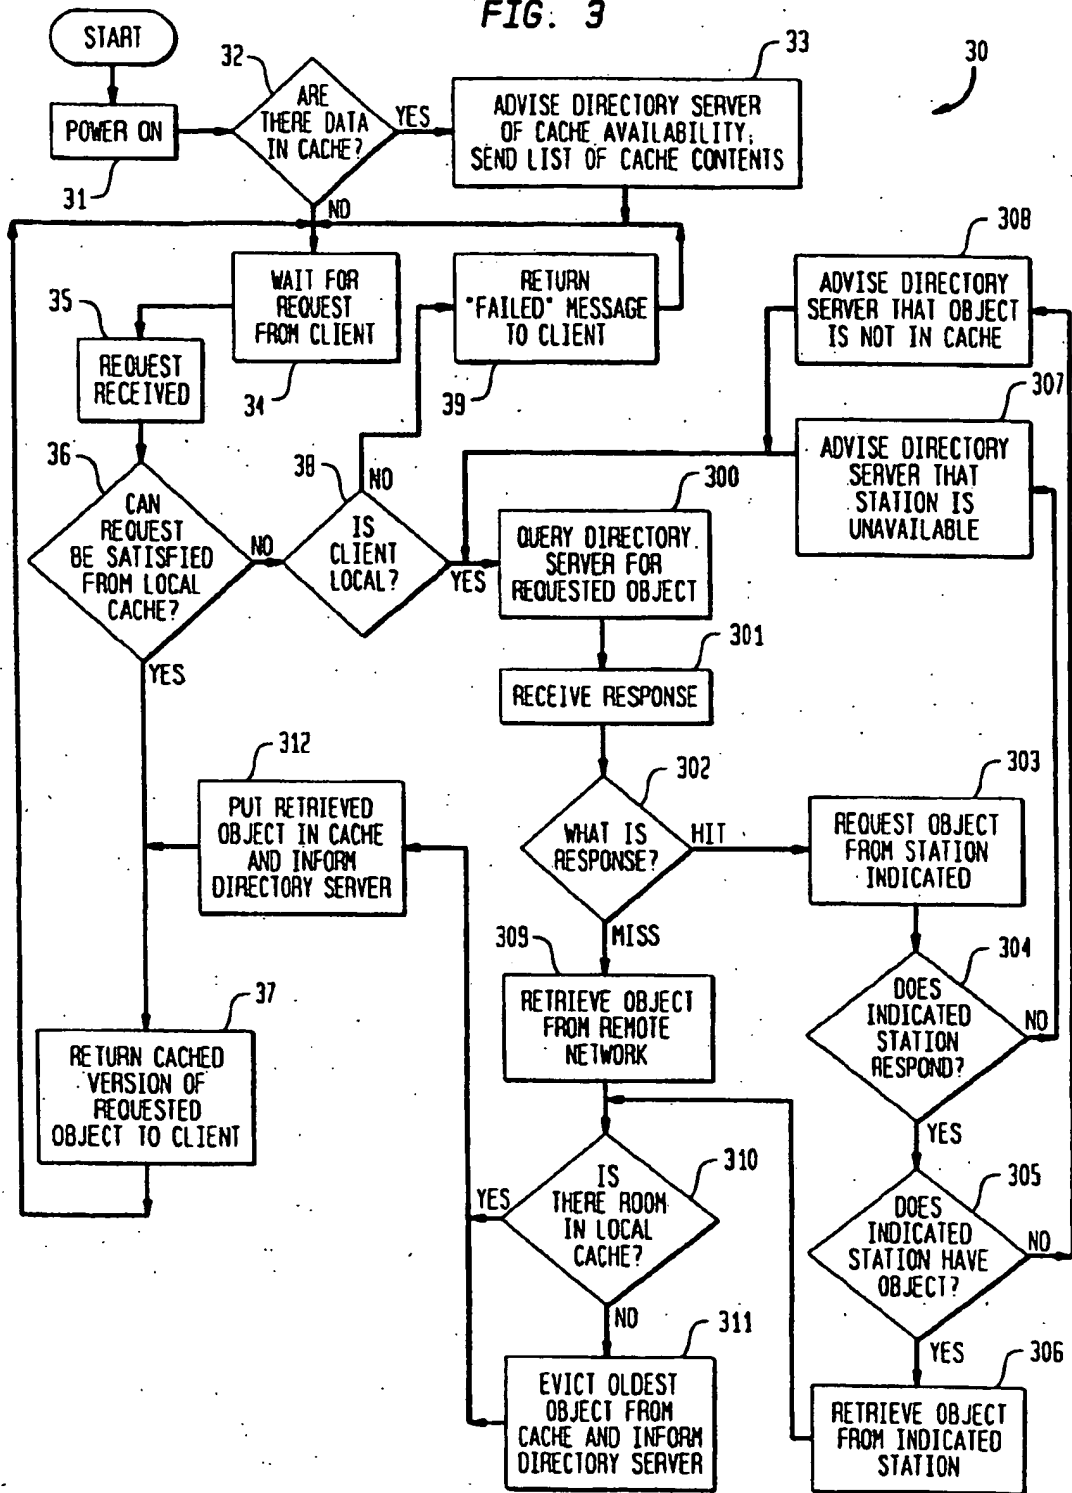 FIG. 3
START
30
32
33
ARE
THERE DATA
IN CACHE?
YES
NO
ADVISE DIRECTORY SERVER
OF CACHE AVAILABILITY;
SEND LIST OF CACHE CONTENTS
POWER ON
31
308
ADVISE DIRECTORY
SERVER THAT OBJECT
IS NOT IN CACHE
WAIT FOR
REQUEST
FROM CLIENT
34
RETURN
"FAILED" MESSAGE
TO CLIENT
39
35
REQUEST
RECEIVED
307
ADVISE DIRECTORY
SERVER THAT
STATION IS
UNAVAILABLE
36
CAN
REQUEST
BE SATISFIED
FROM LOCAL
CACHE?
NO
YES
38
NO
IS
CLIENT
LOCAL?
YES
300
QUERY DIRECTORY
SERVER FOR
REQUESTED OBJECT
301
RECEIVE RESPONSE
312
PUT RETRIEVED
OBJECT IN CACHE
AND INFORM
DIRECTORY SERVER
302
WHAT IS
RESPONSE?
HIT
MISS
303
REQUEST OBJECT
FROM STATION
INDICATED
309
RETRIEVE OBJECT
FROM REMOTE
NETWORK
304
DOES
INDICATED
STATION
RESPOND?
NO
YES
37
RETURN CACHED
VERSION OF
REQUESTED
OBJECT TO CLIENT
310
IS
THERE ROOM
IN LOCAL
CACHE?
YES
NO
305
DOES
INDICATED
STATION HAVE
OBJECT?
NO
YES
311
EVICT OLDEST
OBJECT FROM
CACHE AND INFORM
DIRECTORY SERVER
306
RETRIEVE OBJECT
FROM INDICATED
STATION